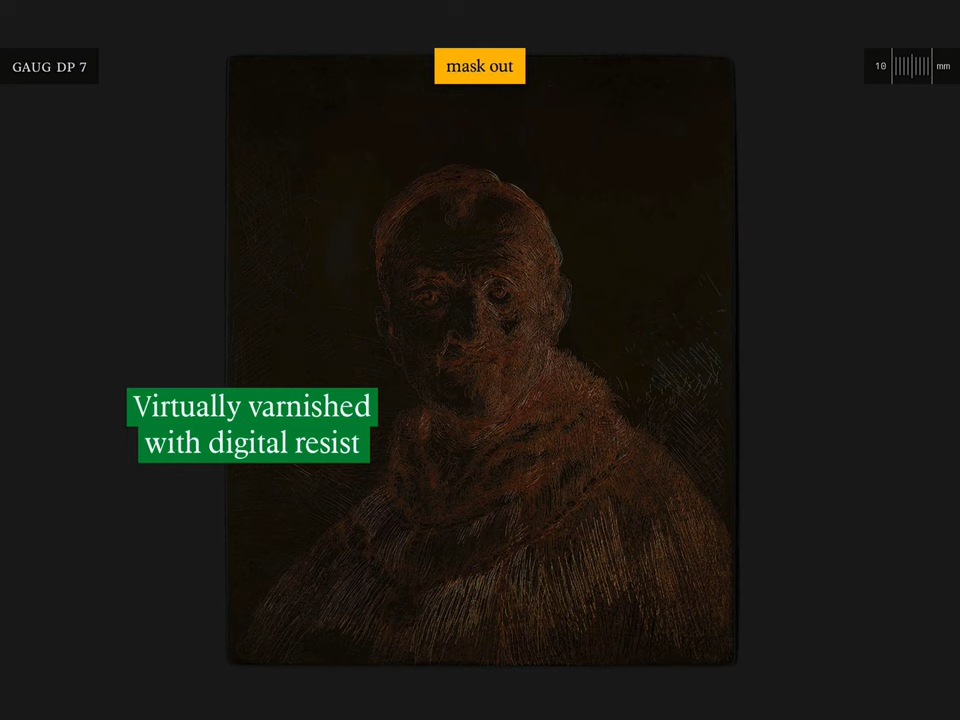 GAUG DP 7
mask out
10 mm
Virtually varnished
with digital resist